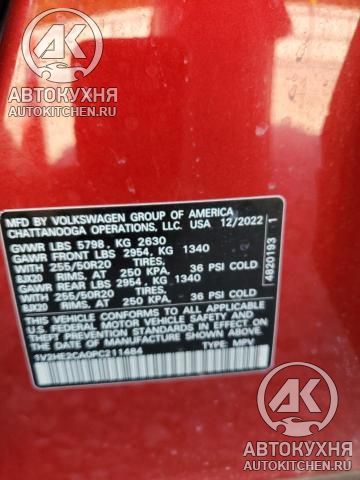 АК
АВТОКУХНЯ
AUTOKITCHEN.RU
MFD BY VOLKSWAGEN GROUP OF AMERICA
CHATTANOOGA OPERATIONS, LLC. USA 12/2022
GVWR LBS 5798, KG 2630
GAWR FRONT LBS 2954, KG 1340
WITH 255/50R20 TIRES,
8JX20 RIMS, AT 250 KPA, 36 PSI COLD
GAWR REAR LBS 2954, KG 1340
WITH 255/50R20 TIRES,
8JX20 RIMS, AT 250 KPA, 36 PSI COLD
THIS VEHICLE CONFORMS TO ALL APPLICABLE
U.S. FEDERAL MOTOR VEHICLE SAFETY AND
THEFT PREVENTION STANDARDS IN EFFECT ON
THE DATE OF MANUFACTURE SHOWN ABOVE.
1V2HE2CA0PC211484 TYPE: MPV
4820193 1
АК
АВТОКУХНЯ
AUTOKITCHEN.RU